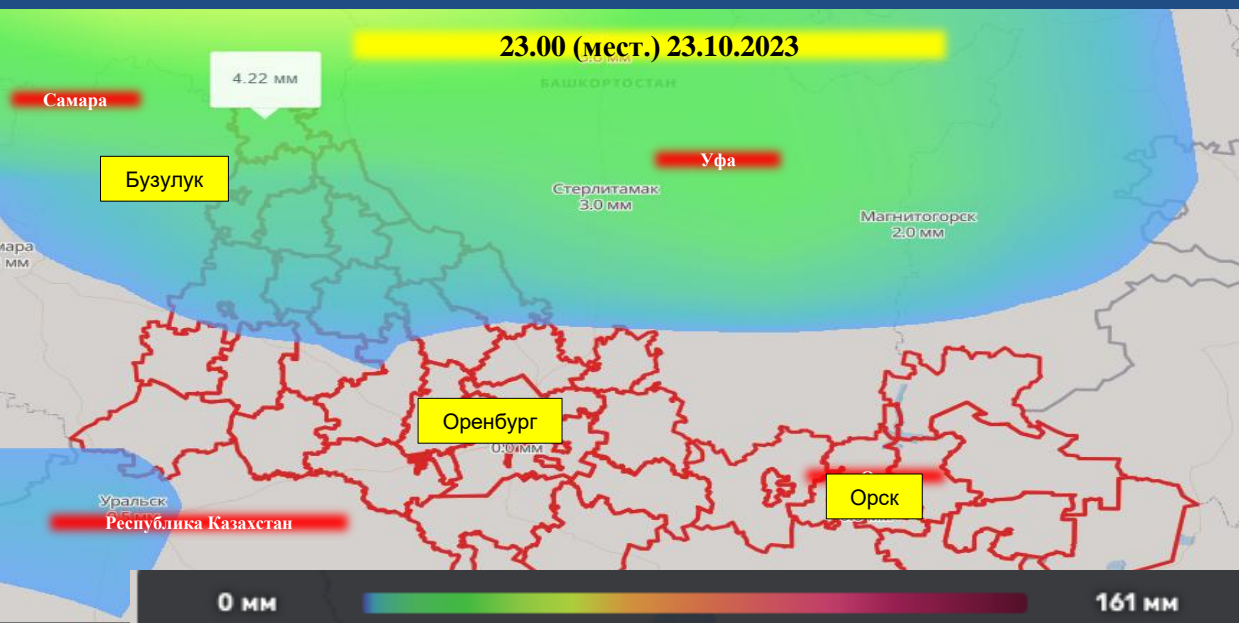 23.00 (мест.) 23.10.2023
4.22 мм
БАШКОРТОСТАН
Самара
Уфа
Бузулук
Стерлитамак
3.0 мм
Магнитогорск
2.0 мм
мара
мм
Оренбург
0.0 мм
Орск
Уральск
Республика Казахстан
0 мм
161 мм